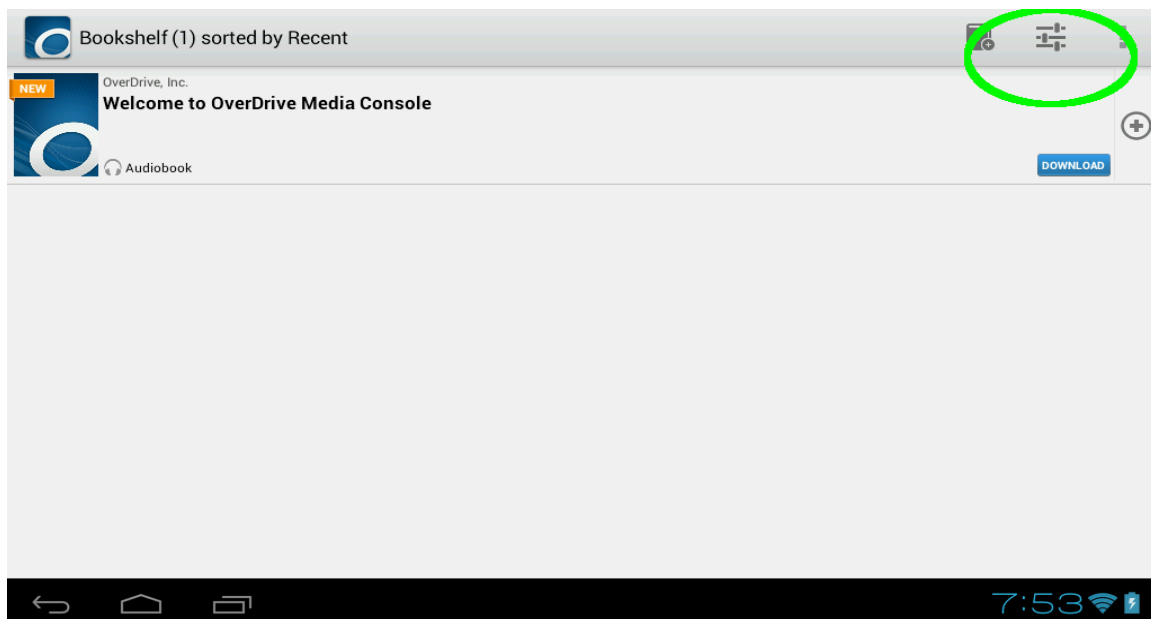 Bookshelf (1) sorted by Recent
NEW
OverDrive, Inc.
Welcome to OverDrive Media Console
Audiobook
DOWNLOAD
7:53